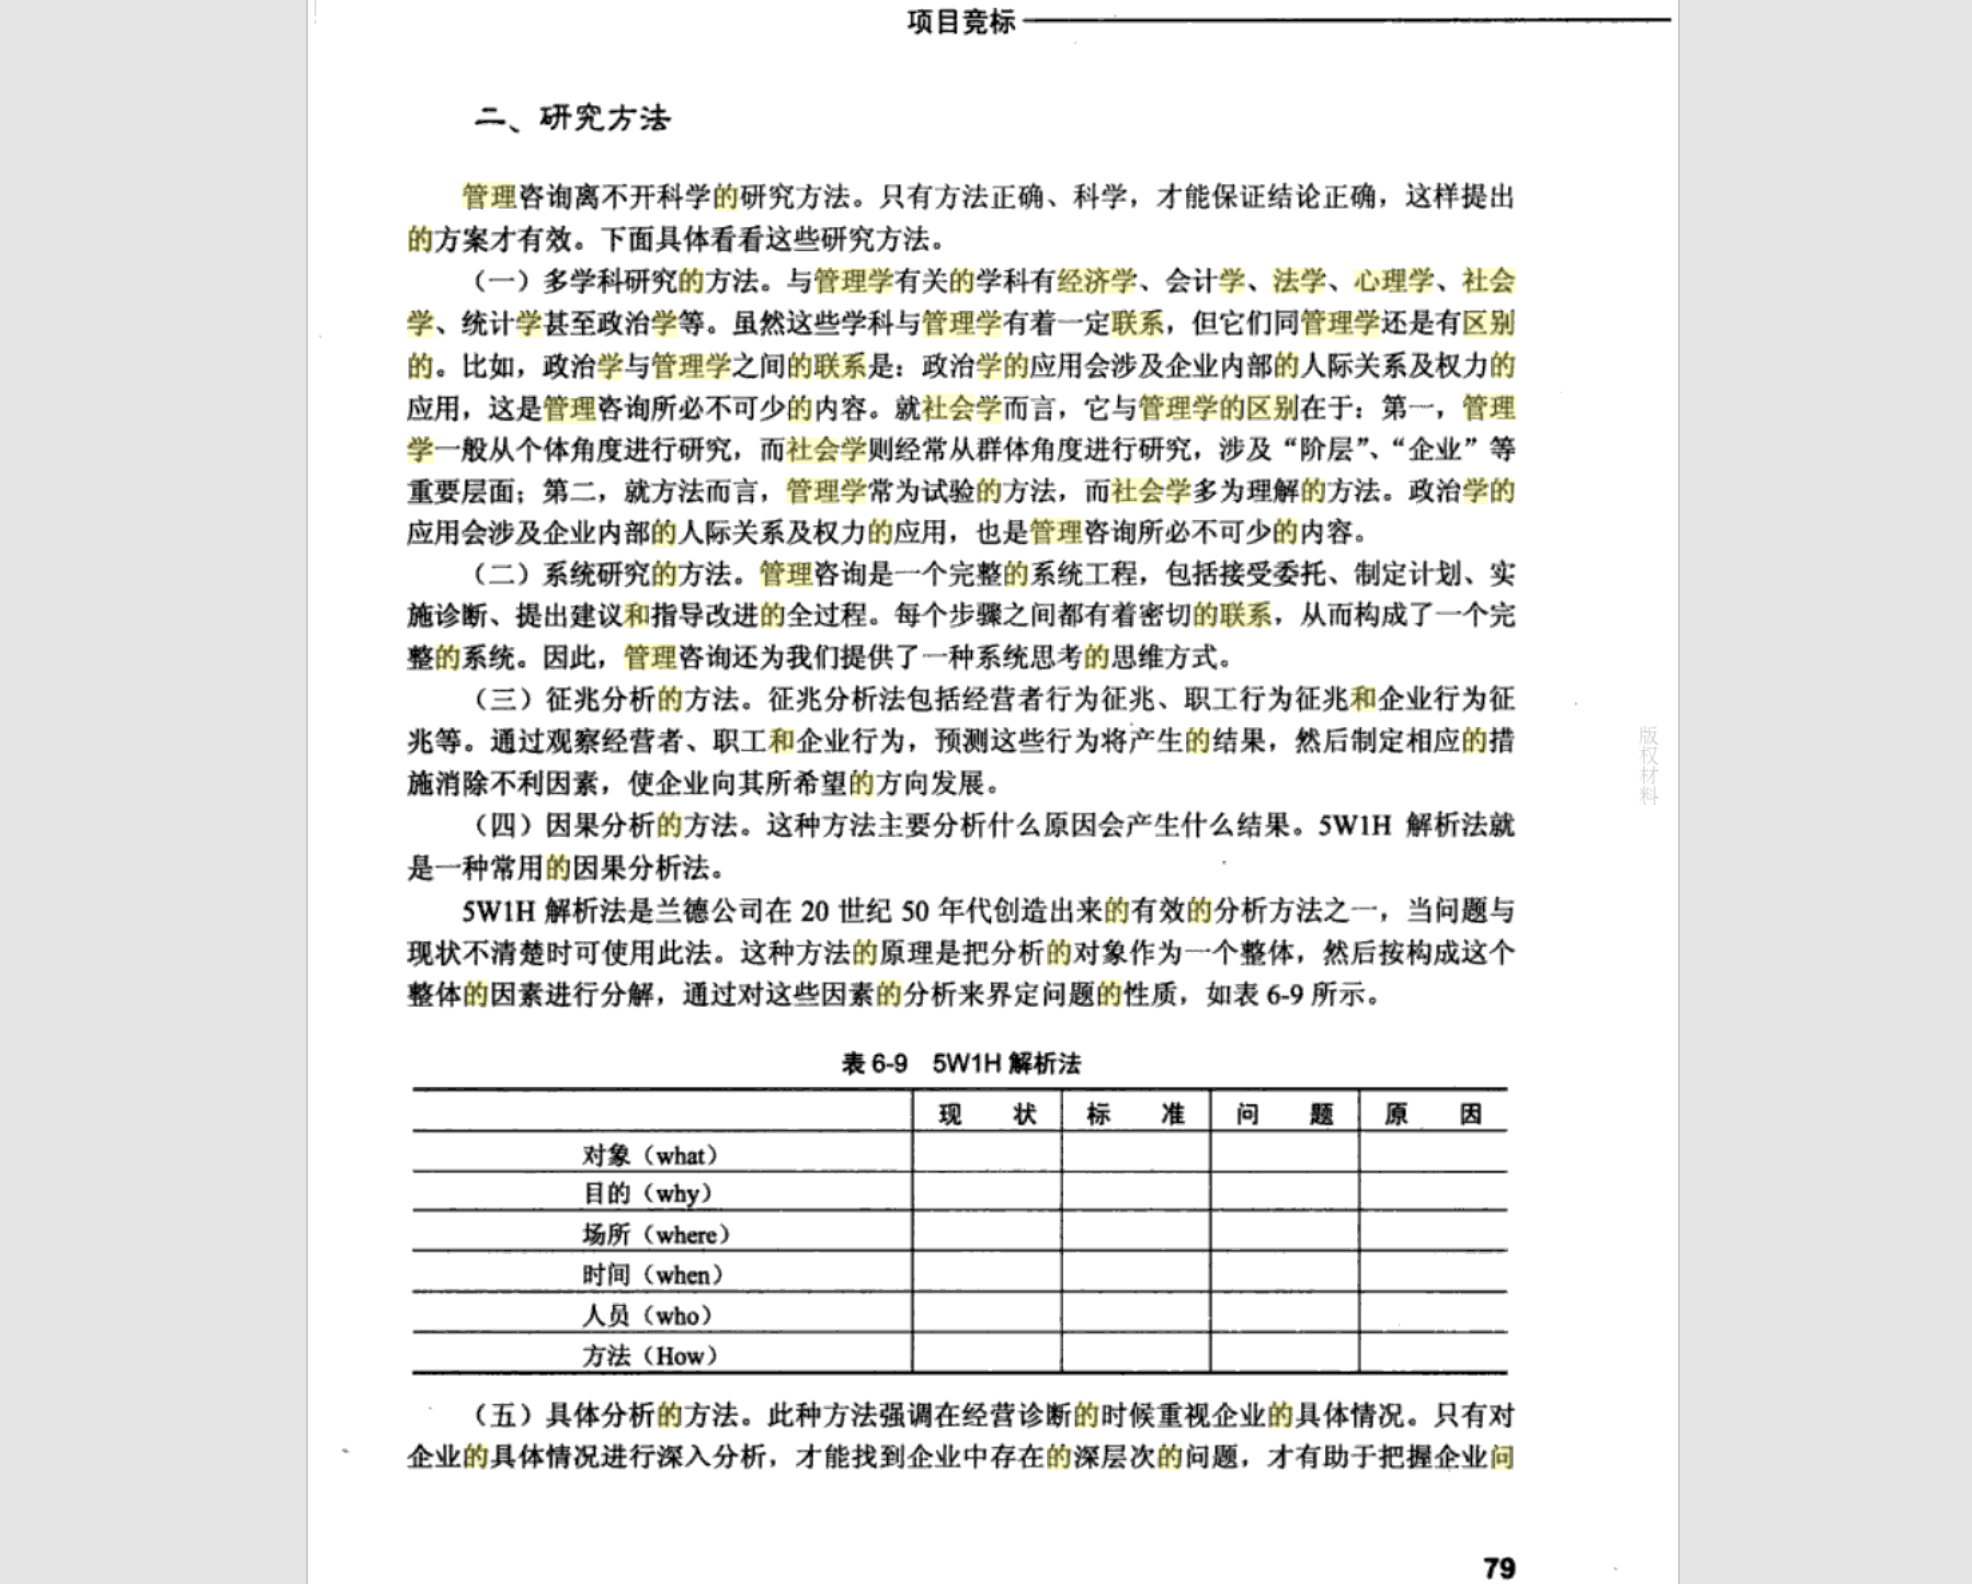 项目竞标
二、研究方法
管理咨询离不开科学的研究方法。只有方法正确、科学，才能保证结论正确，这样提出
的方案才有效。下面具体看看这些研究方法。
（一）多学科研究的方法。与管理学有关的学科有经济学、会计学、法学、心理学、社会
学、统计学甚至政治学等。虽然这些学科与管理学有着一定联系，但它们同管理学还是有区别
的。比如，政治学与管理学之间的联系是：政治学的应用会涉及企业内部的人际关系及权力的
应用，这是管理咨询所必不可少的内容。就社会学而言，它与管理学的区别在于：第一，管理
学一般从个体角度进行研究，而社会学则经常从群体角度进行研究，涉及“阶层”、“企业”等
重要层面；第二，就方法而言，管理学常为试验的方法，而社会学多为理解的方法。政治学的
应用会涉及企业内部的人际关系及权力的应用，也是管理咨询所必不可少的内容。
（二）系统研究的方法。管理咨询是一个完整的系统工程，包括接受委托、制定计划、实
施诊断、提出建议和指导改进的全过程。每个步骤之间都有着密切的联系，从而构成了一个完
整的系统。因此，管理咨询还为我们提供了一种系统思考的思维方式。
（三）征兆分析的方法。征兆分析法包括经营者行为征兆、职工行为征兆和企业行为征
兆等。通过观察经营者、职工和企业行为，预测这些行为将产生的结果，然后制定相应的措
施消除不利因素，使企业向其所希望的方向发展。
（四）因果分析的方法。这种方法主要分析什么原因会产生什么结果。5W1H 解析法就
是一种常用的因果分析法。
5W1H 解析法是兰德公司在 20 世纪 50 年代创造出来的有效的分析方法之一，当问题与
现状不清楚时可使用此法。这种方法的原理是把分析的对象作为一个整体，然后按构成这个
整体的因素进行分解，通过对这些因素的分析来界定问题的性质，如表 6-9 所示。
表 6-9 5W1H 解析法
现 状 标 准 问 题 原 因
对象（what）
目的（why）
场所（where）
时间（when）
人员（who）
方法（How）
（五）具体分析的方法。此种方法强调在经营诊断的时候重视企业的具体情况。只有对
企业的具体情况进行深入分析，才能找到企业中存在的深层次的问题，才有助于把握企业问
79
版权材料